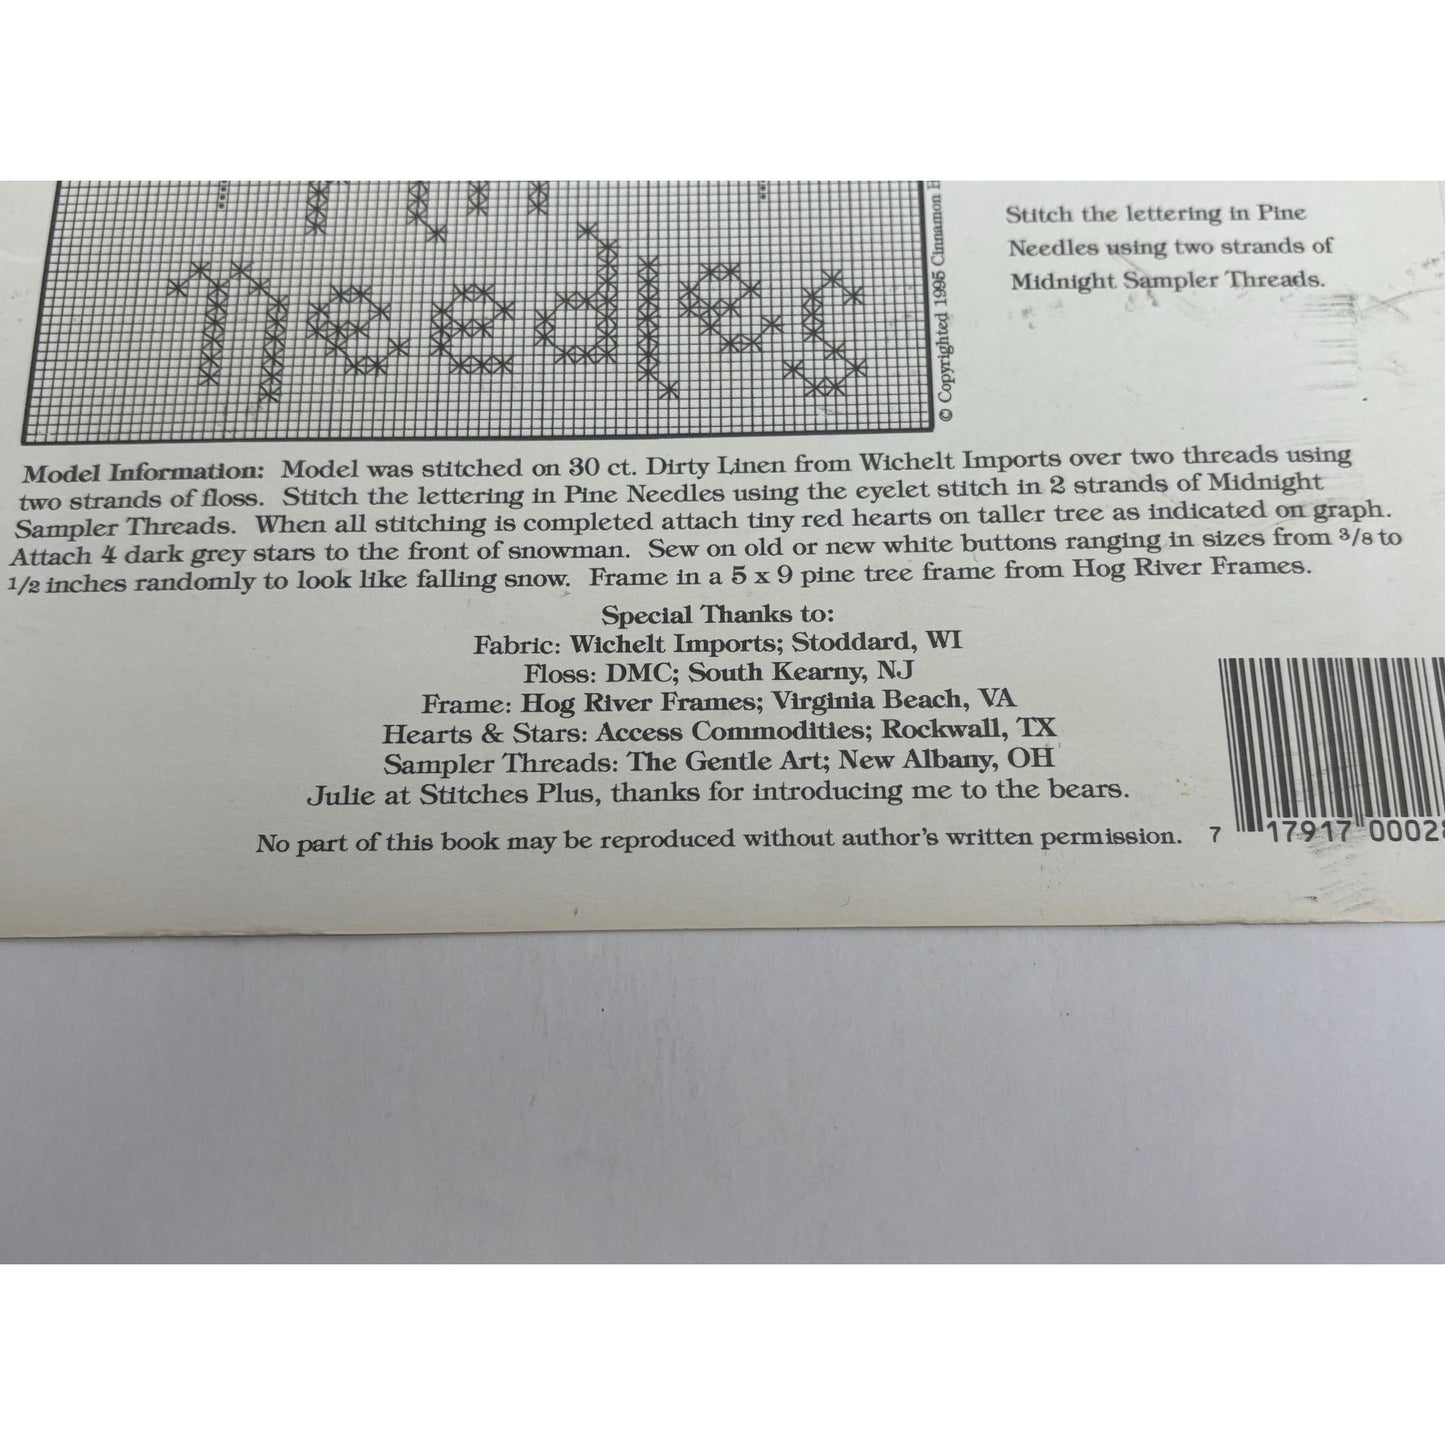 needles
© Copyrighted 1995 Cinnamon
Stitch the lettering in Pine
Needles using two strands of
Midnight Sampler Threads.
Model Information: Model was stitched on 30 ct. Dirty Linen from Wichelt Imports over two threads using
two strands of floss. Stitch the lettering in Pine Needles using the eyelet stitch in 2 strands of Midnight
Sampler Threads. When all stitching is completed attach tiny red hearts on taller tree as indicated on graph.
Attach 4 dark grey stars to the front of snowman. Sew on old or new white buttons ranging in sizes from 3/8 to
1/2 inches randomly to look like falling snow. Frame in a 5 x 9 pine tree frame from Hog River Frames.
Special Thanks to:
Fabric: Wichelt Imports; Stoddard, WI
Floss: DMC; South Kearny, NJ
Frame: Hog River Frames; Virginia Beach, VA
Hearts & Stars: Access Commodities; Rockwall, TX
Sampler Threads: The Gentle Art; New Albany, OH
Julie at Stitches Plus, thanks for introducing me to the bears.
No part of this book may be reproduced without author's written permission.
7 17917 0002